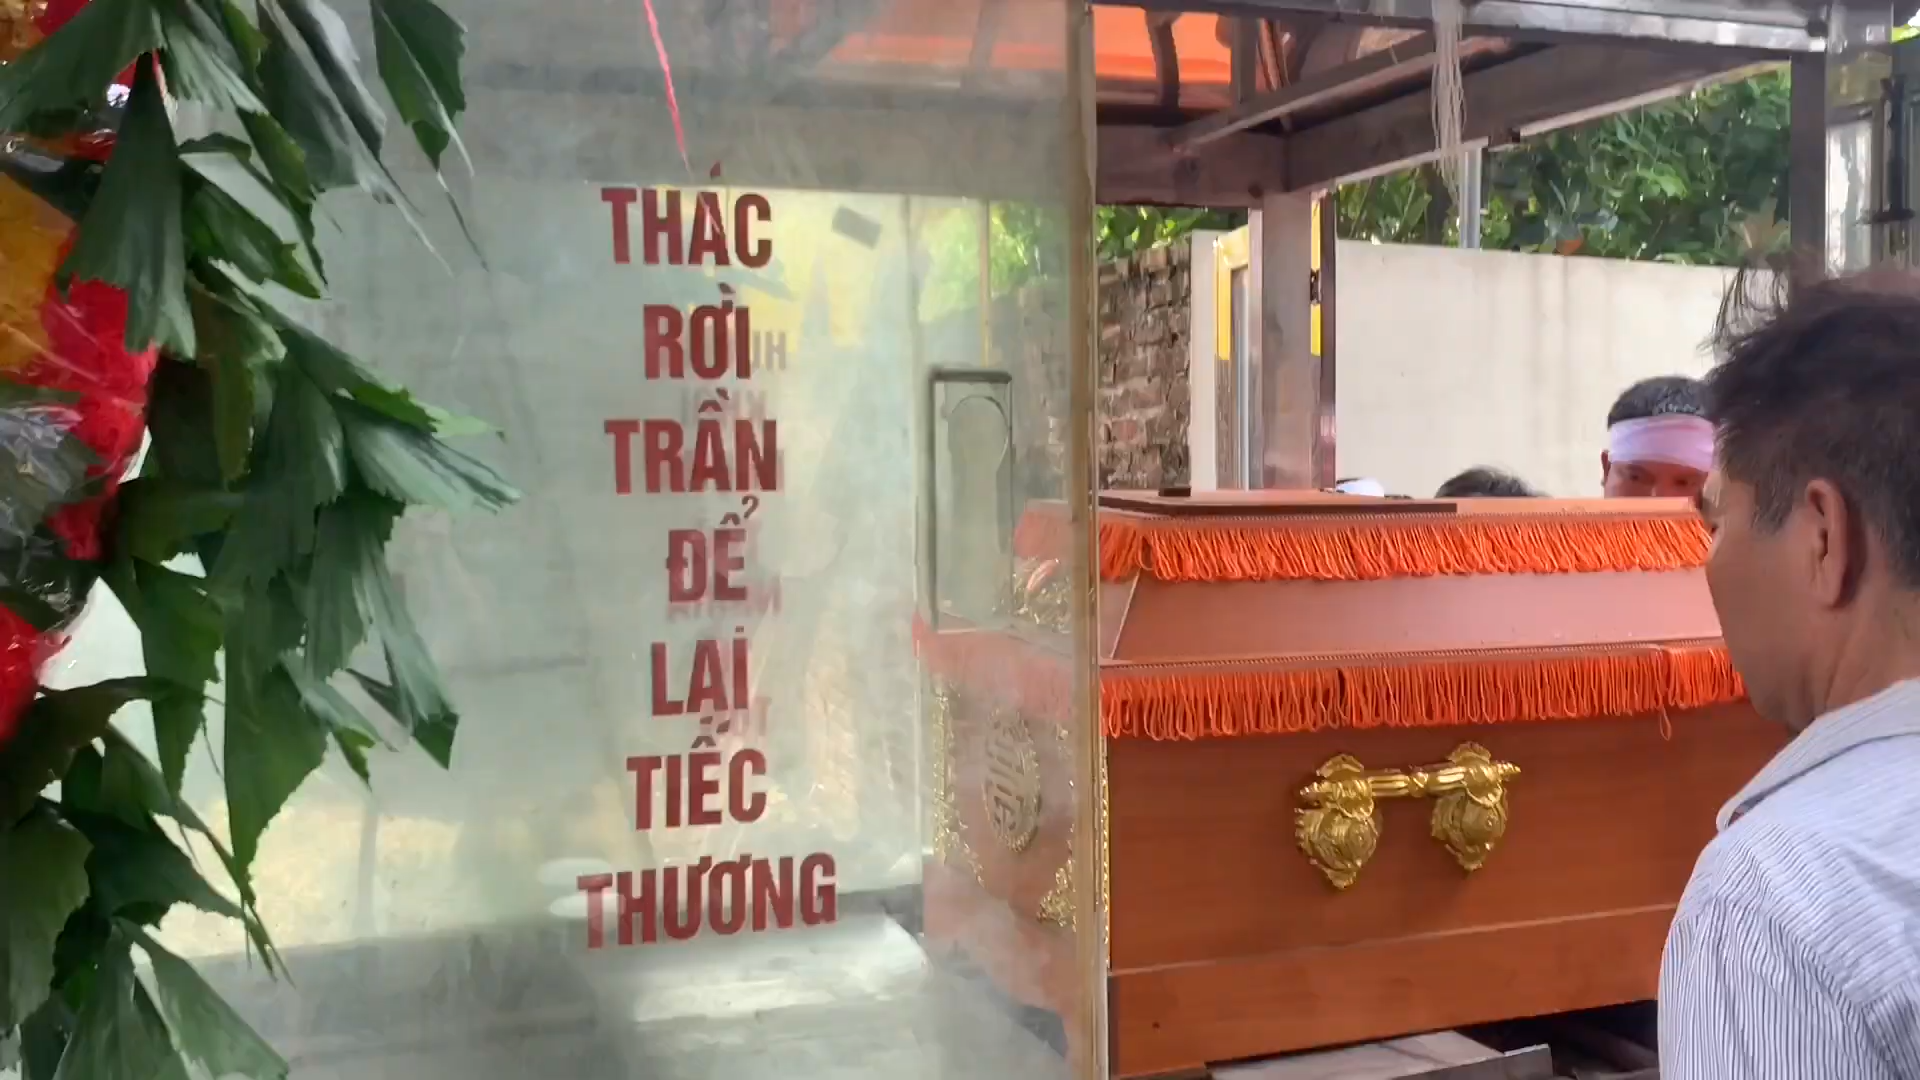 THÁC
RỜI
TRẦN
ĐỂ
LẠI
TIẾC
THƯƠNG